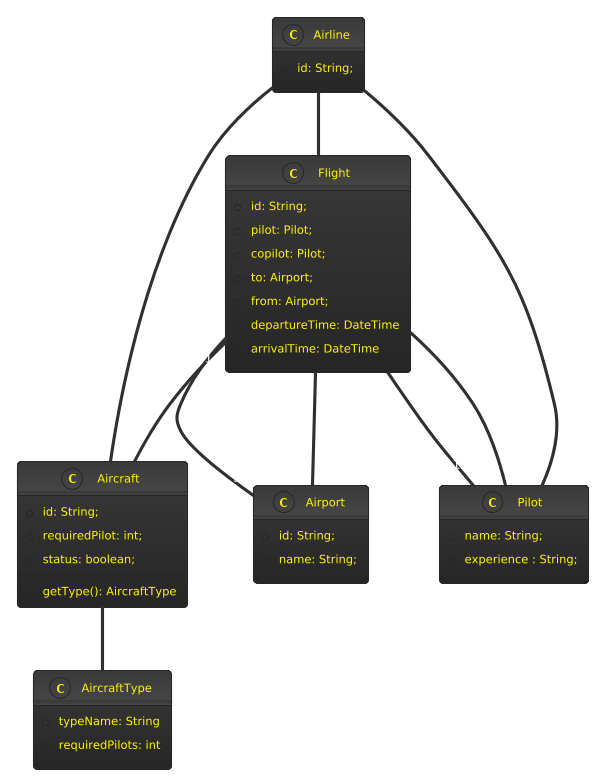 C Airline
id: String;
C Flight
id: String;
pilot: Pilot;
copilot: Pilot;
to: Airport;
from: Airport;
departureTime: DateTime
arrivalTime: DateTime
C Aircraft
id: String;
requiredPilot: int;
status: boolean;
getType(): AircraftType
C Airport
id: String;
name: String;
C Pilot
name: String;
experience : String;
C AircraftType
typeName: String
requiredPilots: int